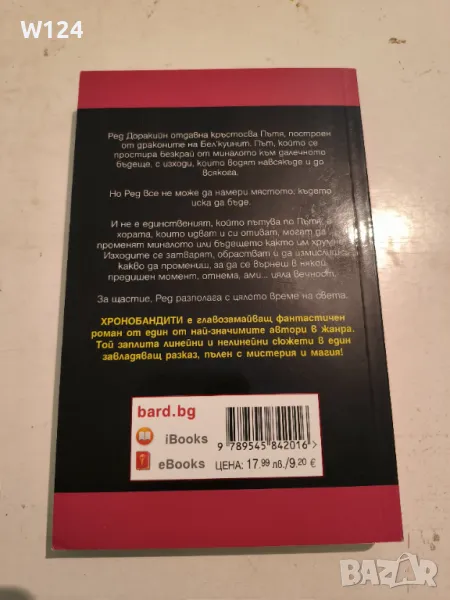 W124
Ред Доракийн отдавна кръстосва Пътя, построен
от драконите на Бел'куинит. Път, който се
простира безкрай от миналото към далечното
бъдеще, с изходи, които водят навсякъде и до
всякога.
Но Ред все не може да намери мястото, където
иска да бъде.
И не е единственият, който пътува по Пътя, а
хората, които идват и си отиват, могат да
променят миналото или бъдещето както им хрумне.
Изходите се затварят, обрастват и да измислиш
какво да промениш, за да се върнеш в някой
предишен момент, отнема, ами... цяла вечност.
За щастие, Ред разполага с цялото време на света.
ХРОНОБАНДИТИ е главозамайващ фантастичен
роман от един от най-значимите автори в жанра.
Той заплита линейни и нелинейни сюжети в един
завладяващ разказ, пълен с мистерия и магия!
bard.bg
iBooks
eBooks
9 789545 842016 >
ЦЕНА: 17,99 лв./9,20 €
BAZAR